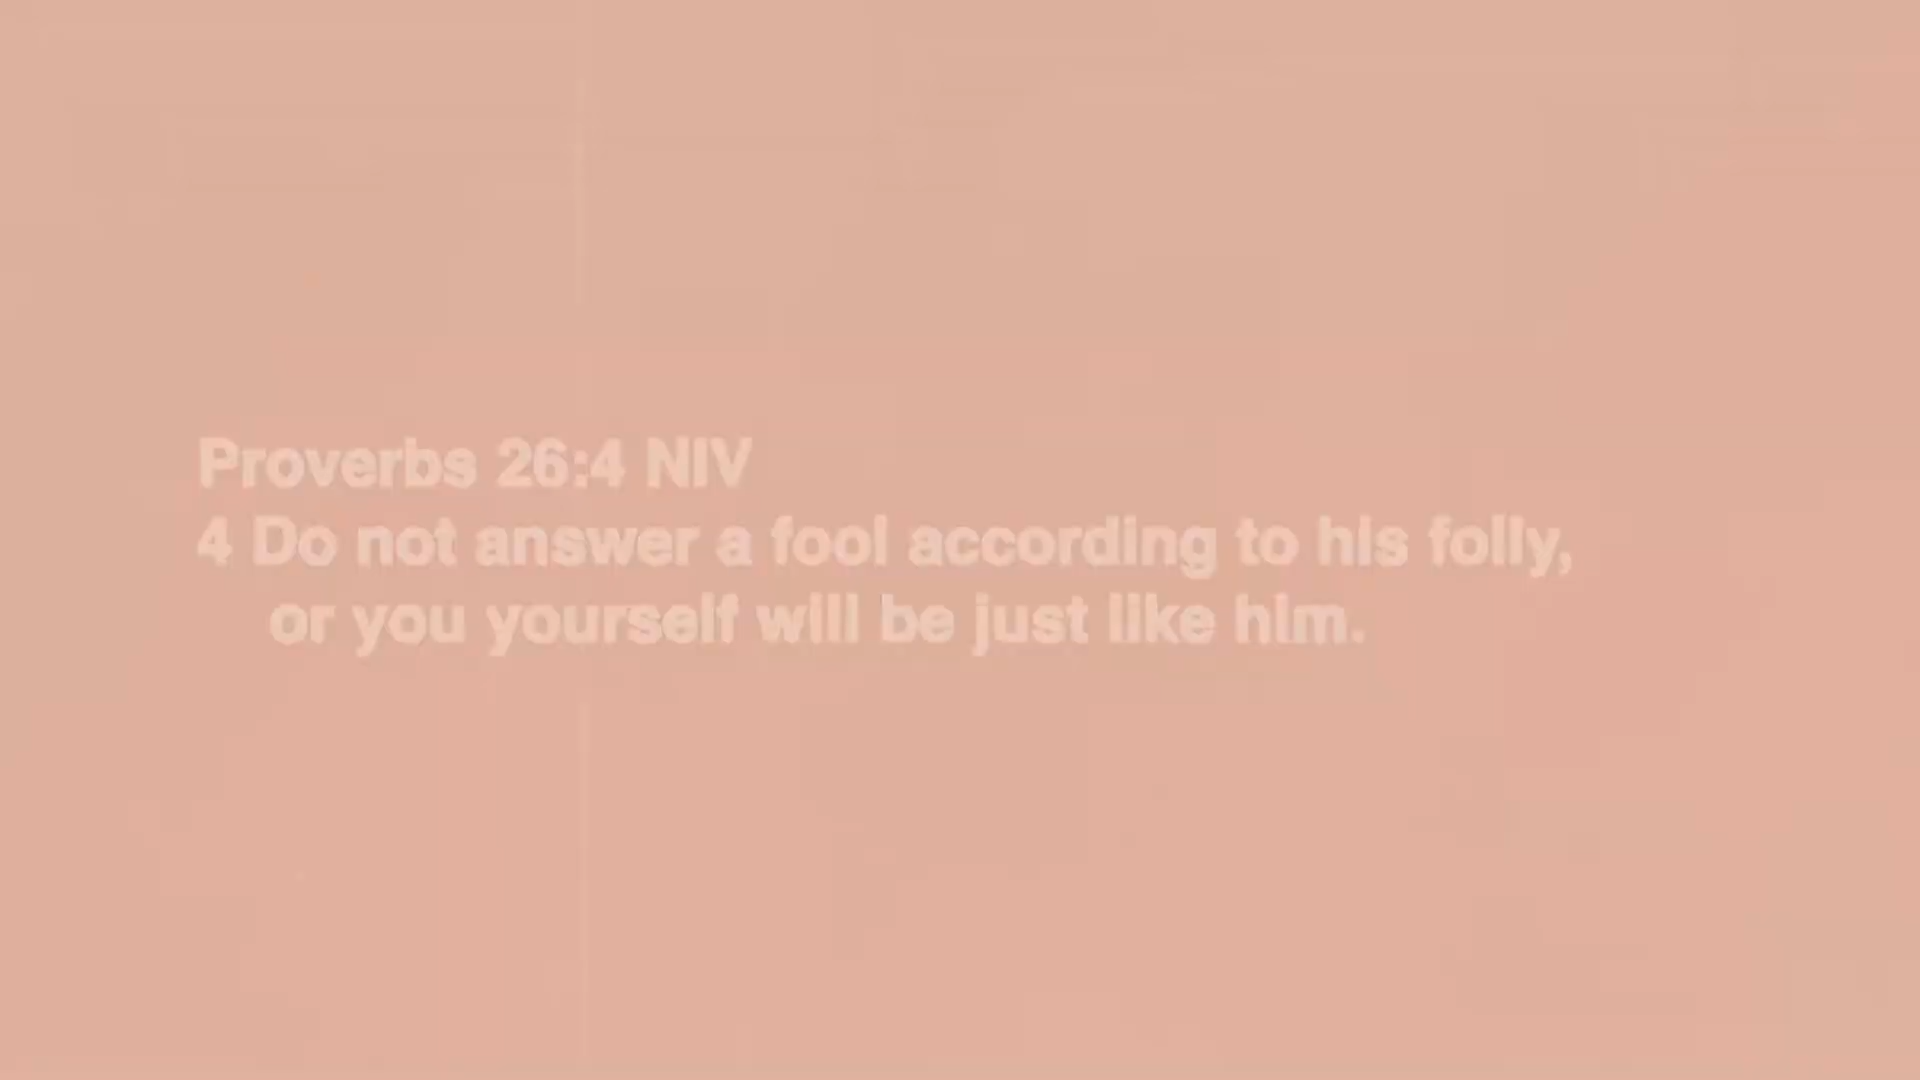 Proverbs 26:4 NIV
4 Do not answer a fool according to his folly,
or you yourself will be just like him.